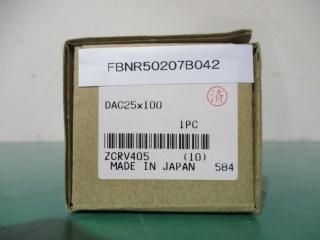 FBNR50207B042
DAC25x100
済
1PC
ZCRV405 (10)
MADE IN JAPAN 584